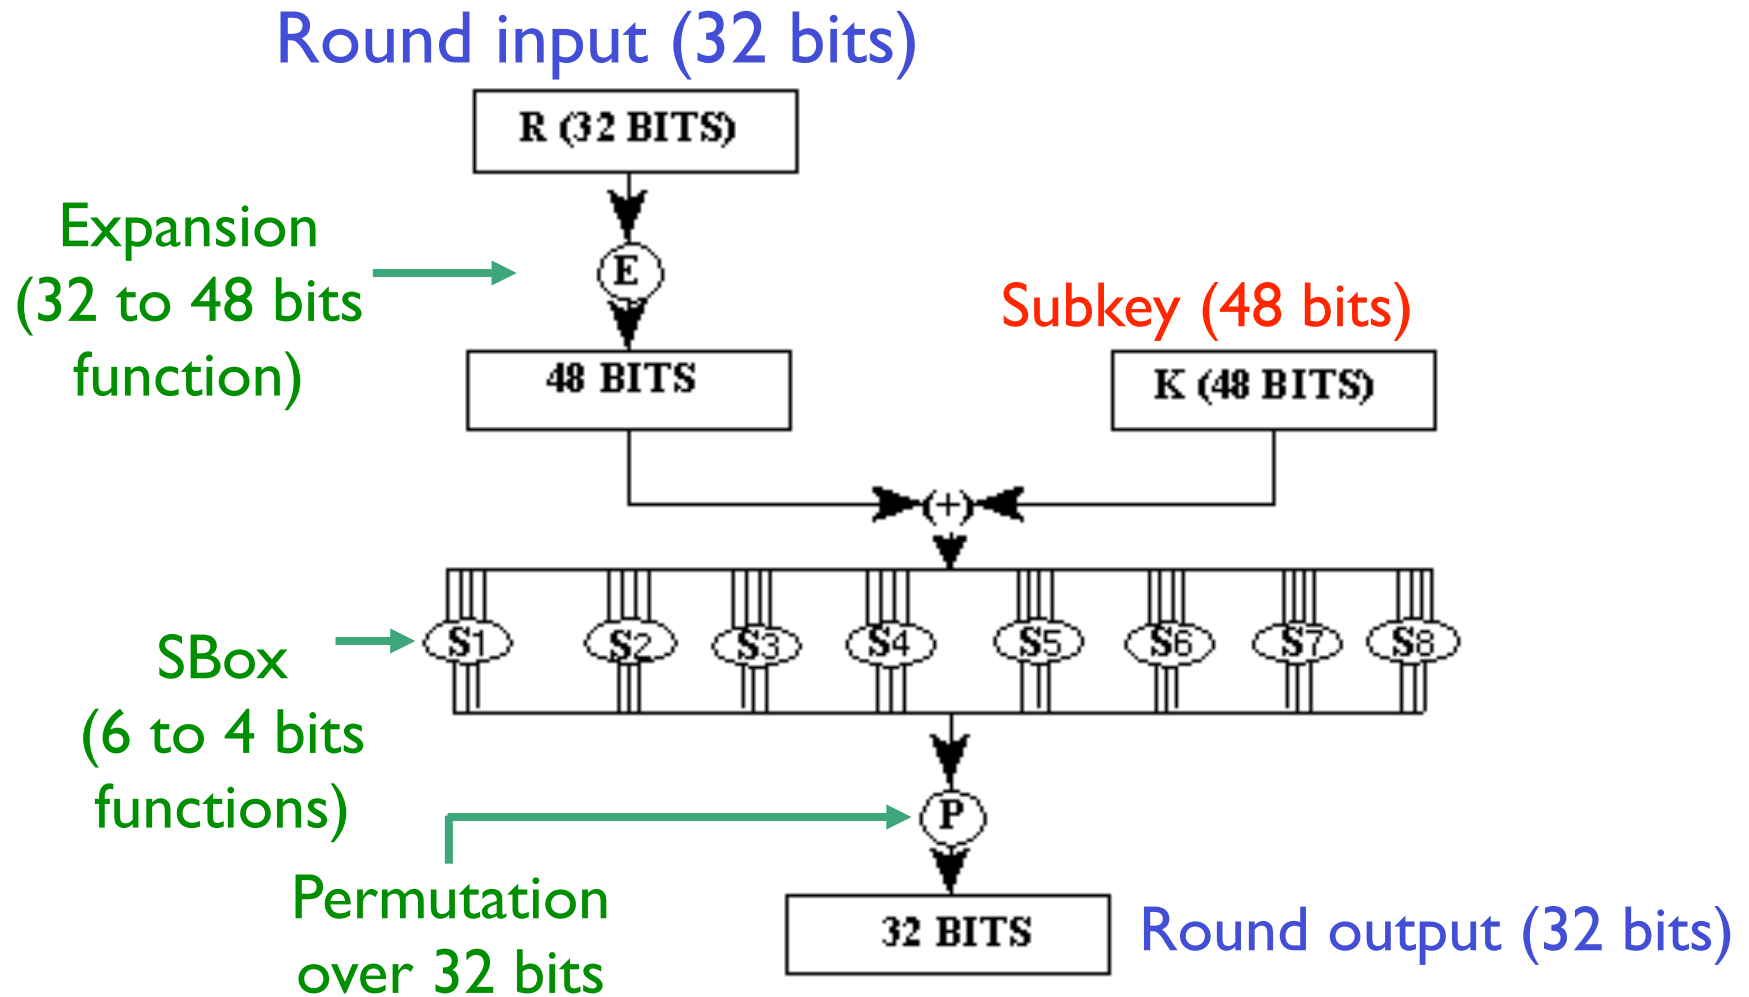 Round input (32 bits)
R (32 BITS)
Expansion
(32 to 48 bits
function)
E
Subkey (48 bits)
48 BITS
K (48 BITS)
(+)
SBox
(6 to 4 bits
functions)
S1 S2 S3 S4 S5 S6 S7 S8
P
Permutation
over 32 bits
32 BITS
Round output (32 bits)